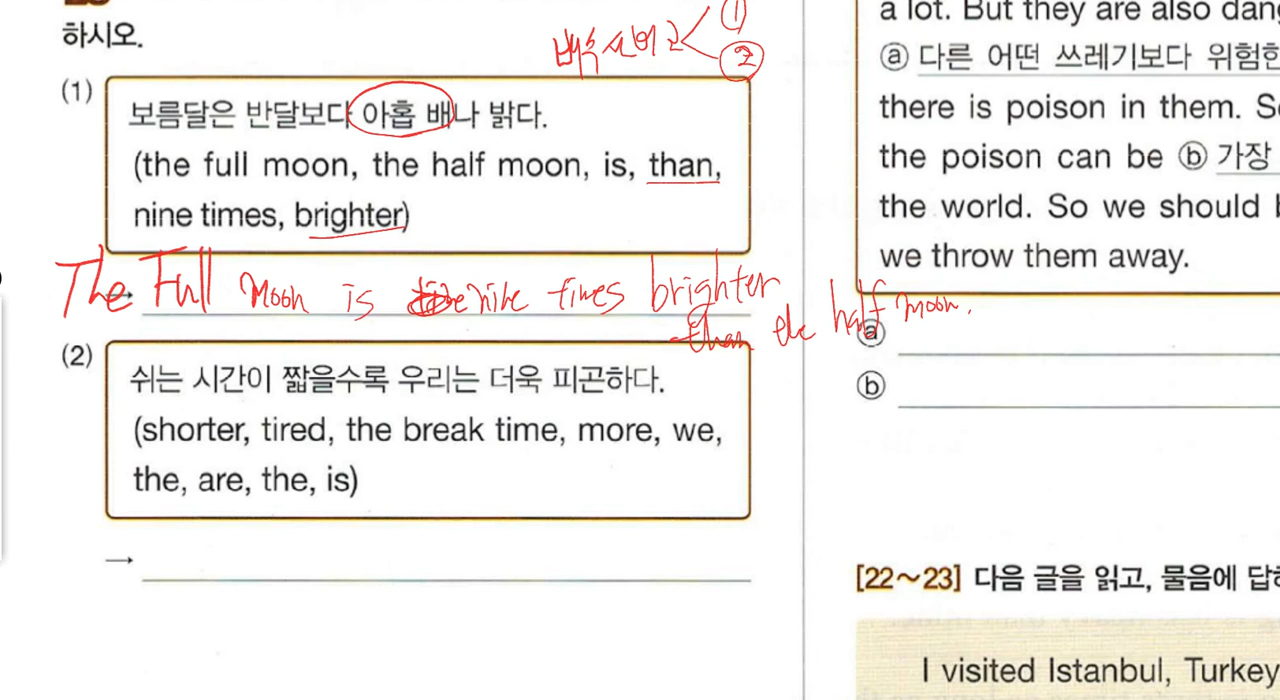 하시오.
배수사비교 ①
②
(1)
보름달은 반달보다 아홉 배나 밝다.
(the full moon, the half moon, is, than,
nine times, brighter)
→ The Full Moon is nine times brighter
than the half moon.
(2)
쉬는 시간이 짧을수록 우리는 더욱 피곤하다.
(shorter, tired, the break time, more, we,
the, are, the, is)
→
a lot. But they are also dan
ⓐ 다른 어떤 쓰레기보다 위험한
there is poison in them. S
the poison can be ⓑ 가장
the world. So we should
we throw them away.
ⓐ
ⓑ
[22~23] 다음 글을 읽고, 물음에 답
I visited Istanbul, Turkey